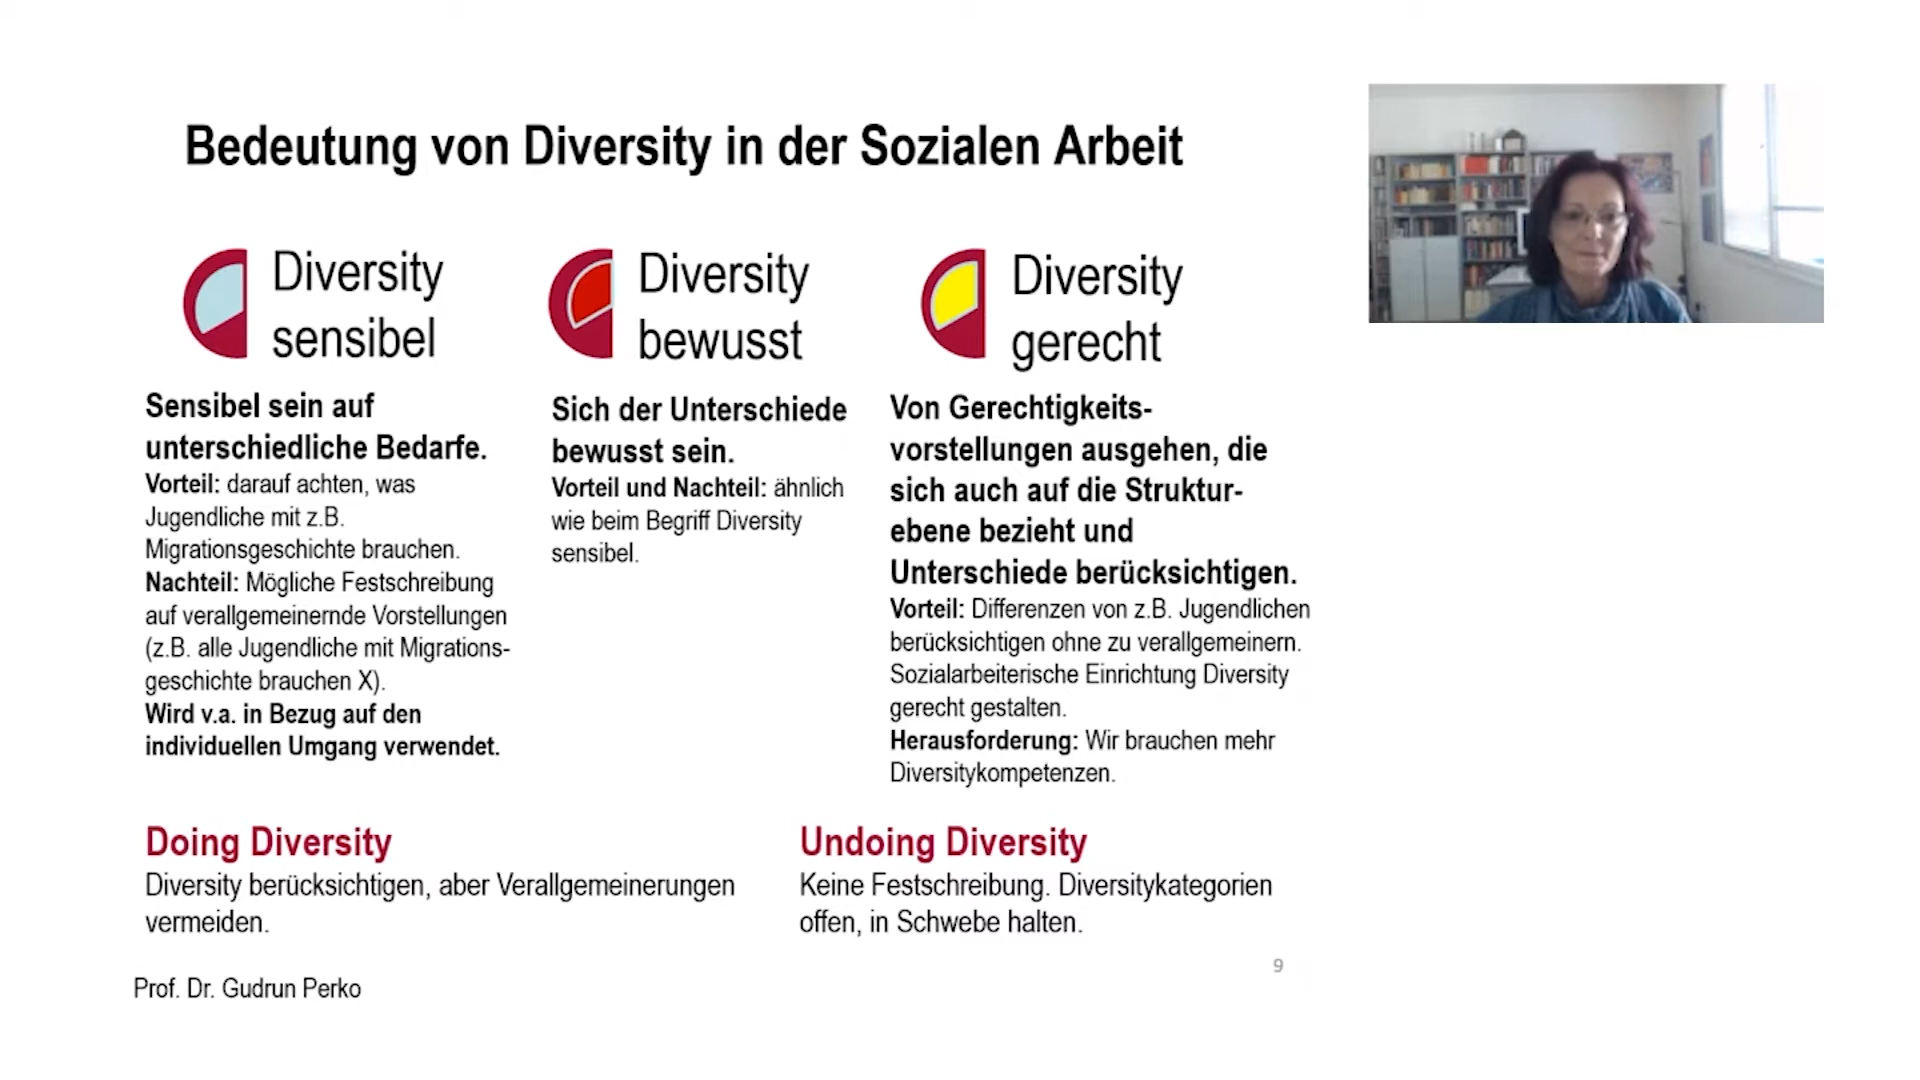 Bedeutung von Diversity in der Sozialen Arbeit
Diversity
sensibel
Sensibel sein auf
unterschiedliche Bedarfe.
Vorteil: darauf achten, was
Jugendliche mit z.B.
Migrationsgeschichte brauchen.
Nachteil: Mögliche Festschreibung
auf verallgemeinernde Vorstellungen
(z.B. alle Jugendliche mit Migrations-
geschichte brauchen X).
Wird v.a. in Bezug auf den
individuellen Umgang verwendet.
Diversity
bewusst
Sich der Unterschiede
bewusst sein.
Vorteil und Nachteil: ähnlich
wie beim Begriff Diversity
sensibel.
Diversity
gerecht
Von Gerechtigkeits-
vorstellungen ausgehen, die
sich auch auf die Struktur-
ebene bezieht und
Unterschiede berücksichtigen.
Vorteil: Differenzen von z.B. Jugendlichen
berücksichtigen ohne zu verallgemeinern.
Sozialarbeiterische Einrichtung Diversity
gerecht gestalten.
Herausforderung: Wir brauchen mehr
Diversitykompetenzen.
Doing Diversity
Diversity berücksichtigen, aber Verallgemeinerungen
vermeiden.
Undoing Diversity
Keine Festschreibung. Diversitykategorien
offen, in Schwebe halten.
9
Prof. Dr. Gudrun Perko